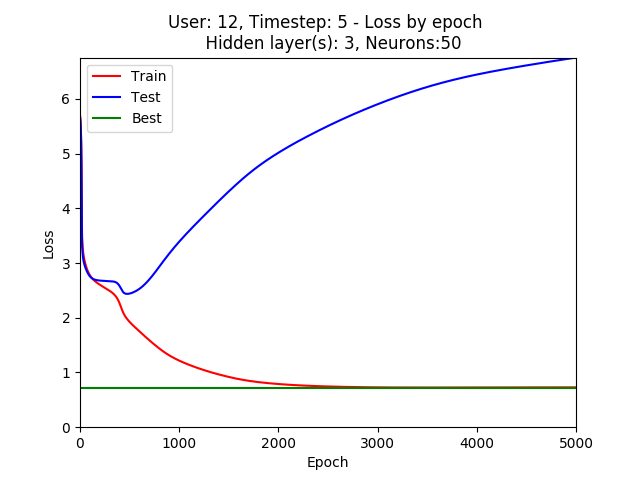 User: 12, Timestep: 5 - Loss by epoch
Hidden layer(s): 3, Neurons:50
Train
Test
Best
6
5
4
3
2
1
0
Loss
0 1000 2000 3000 4000 5000
Epoch